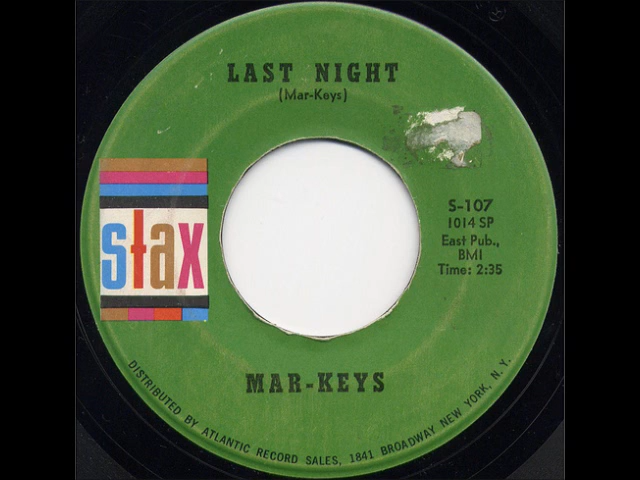 LAST NIGHT
(Mar-Keys)
stax
S-107
1014 SP
East Pub.,
BMI
Time: 2:35
MAR-KEYS
DISTRIBUTED BY ATLANTIC RECORD SALES, 1841 BROADWAY NEW YORK, N. Y.